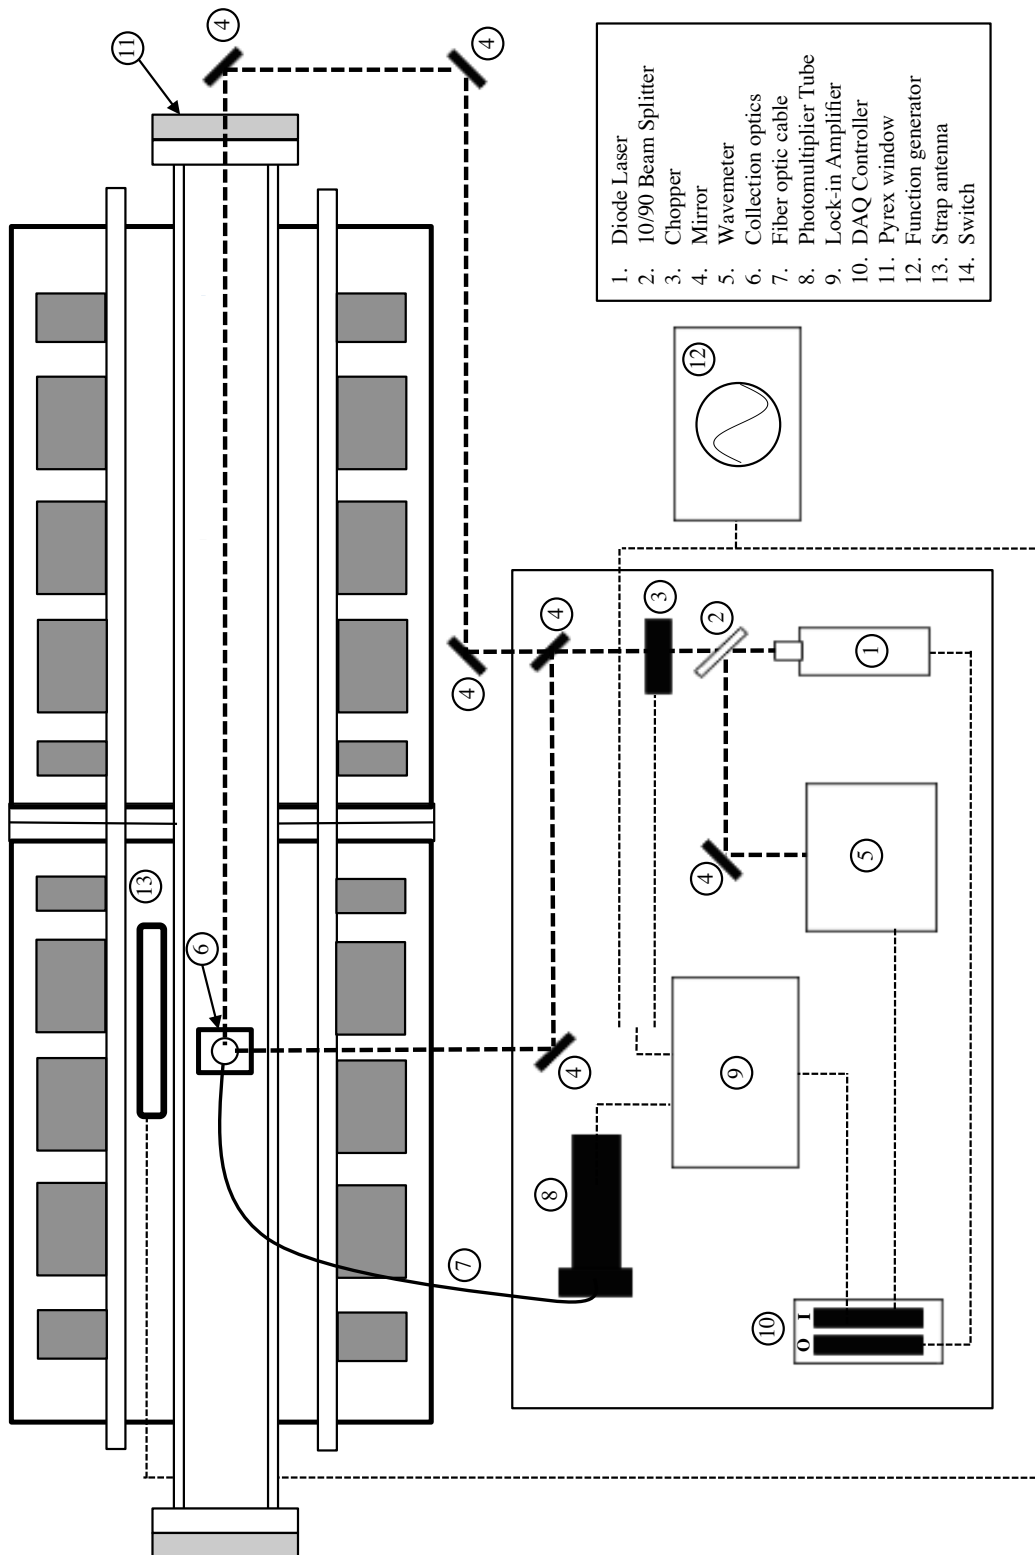 11
4
4
1. Diode Laser
2. 10/90 Beam Splitter
3. Chopper
4. Mirror
5. Wavemeter
6. Collection optics
7. Fiber optic cable
8. Photomultiplier Tube
9. Lock-in Amplifier
10. DAQ Controller
11. Pyrex window
12. Function generator
13. Strap antenna
14. Switch
12
3
2
4
4
1
13
4
5
6
4
9
8
7
10
O I